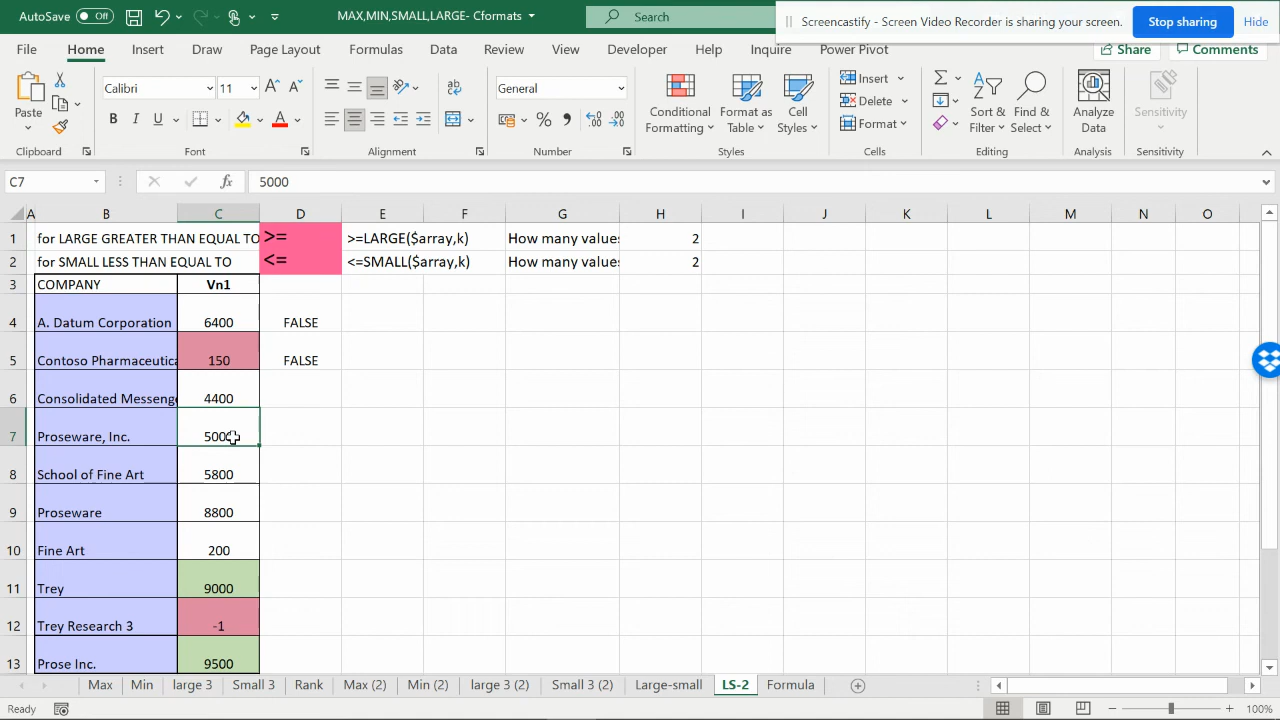 AutoSave Off MAX,MIN,SMALL,LARGE- Cformats Search Screencastify - Screen Video Recorder is sharing your screen. Stop sharing Hide
File Home Insert Draw Page Layout Formulas Data Review View Developer Help Inquire Power Pivot Share Comments
Paste Calibri 11 General Conditional Formatting Format as Table Cell Styles Insert Delete Format Sort & Filter Find & Select Analyze Data Sensitivity
Clipboard Font Alignment Number Styles Cells Editing Analysis Sensitivity
C7 fx 5000
A B C D E F G H I J K L M N O
1 for LARGE GREATER THAN EQUAL TO >= >=LARGE($array,k) How many values 2
2 for SMALL LESS THAN EQUAL TO <= <=SMALL($array,k) How many values 2
3 COMPANY Vn1
4 A. Datum Corporation 6400 FALSE
5 Contoso Pharmaceutica 150 FALSE
6 Consolidated Messenge 4400
7 Proseware, Inc. 5000
8 School of Fine Art 5800
9 Proseware 8800
10 Fine Art 200
11 Trey 9000
12 Trey Research 3 -1
13 Prose Inc. 9500
Max Min large 3 Small 3 Rank Max (2) Min (2) large 3 (2) Small 3 (2) Large-small LS-2 Formula
Ready 100%